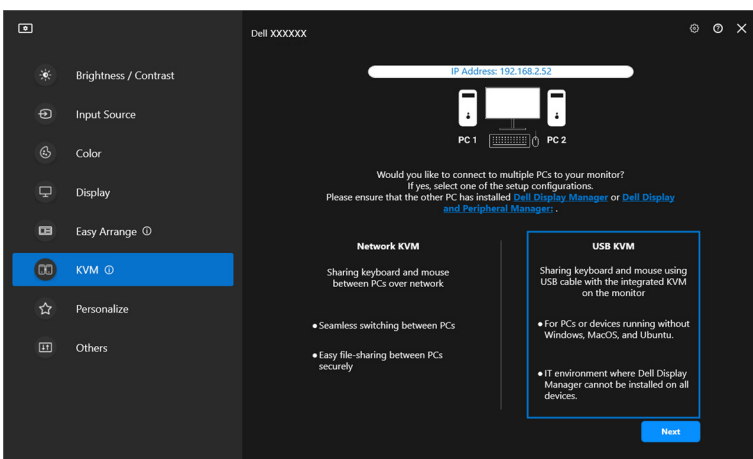 Dell XXXXXX
Brightness / Contrast
Input Source
Color
Display
Easy Arrange
KVM
Personalize
Others
IP Address: 192.168.2.52
PC 1
PC 2
Would you like to connect to multiple PCs to your monitor?
If yes, select one of the setup configurations.
Please ensure that the other PC has installed Dell Display Manager or Dell Display
and Peripheral Manager: .
Network KVM
Sharing keyboard and mouse
between PCs over network
• Seamless switching between PCs
• Easy file-sharing between PCs
securely
USB KVM
Sharing keyboard and mouse using
USB cable with the integrated KVM
on the monitor
• For PCs or devices running without
Windows, MacOS, and Ubuntu.
• IT environment where Dell Display
Manager cannot be installed on all
devices.
Next